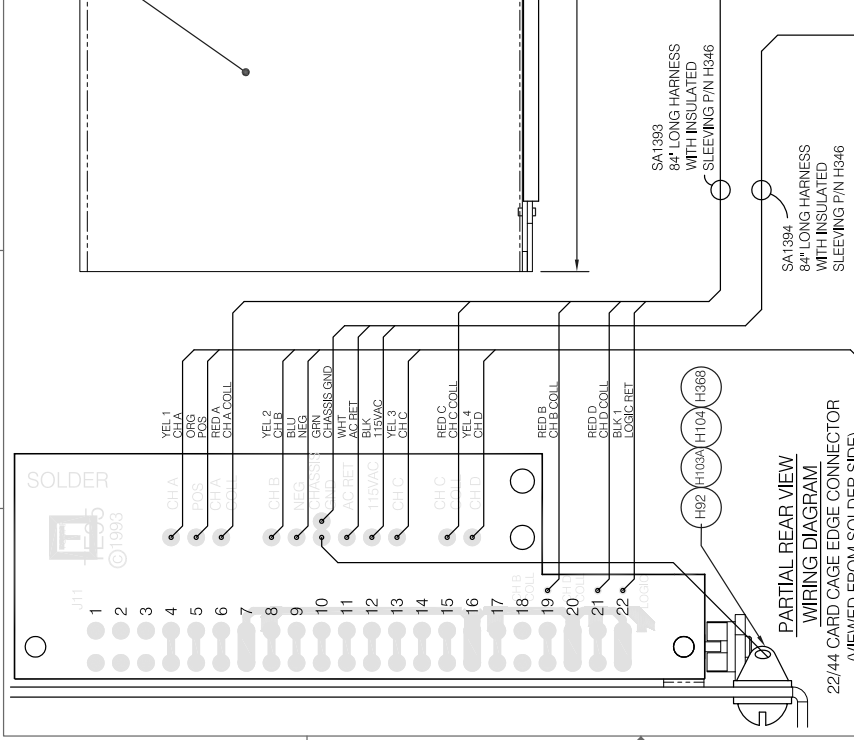 SA1393
84" LONG HARNESS
WITH INSULATED
SLEEVING P/N H346
SA1394
84" LONG HARNESS
WITH INSULATED
SLEEVING P/N H346
YEL 1
CH A
ORG
POS
RED A
CH A COLL
YEL 2
CH B
BLU
NEG
GRN
CHASSIS GND
WHT
AC RET
BLK
115VAC
YEL 3
CH C
RED C
CH C COLL
YEL 4
CH D
RED B
CH B COLL
RED D
CH D COLL
BLK 1
LOGIC RET
H92
H103A
H104
H368
SOLDER
©1993
CH A
POS
CH A
COLL
CH B
NEG
CHASSIS
GND
AC RET
115VAC
CH C
CH C
COLL
CH D
CH B
COLL
CH D
COLL
LOGIC
J11
1
2
3
4
5
6
7
8
9
10
11
12
13
14
15
16
17
18
19
20
21
22
PARTIAL REAR VIEW
WIRING DIAGRAM
22/44 CARD CAGE EDGE CONNECTOR
(VIEWED FROM SOLDER SIDE)